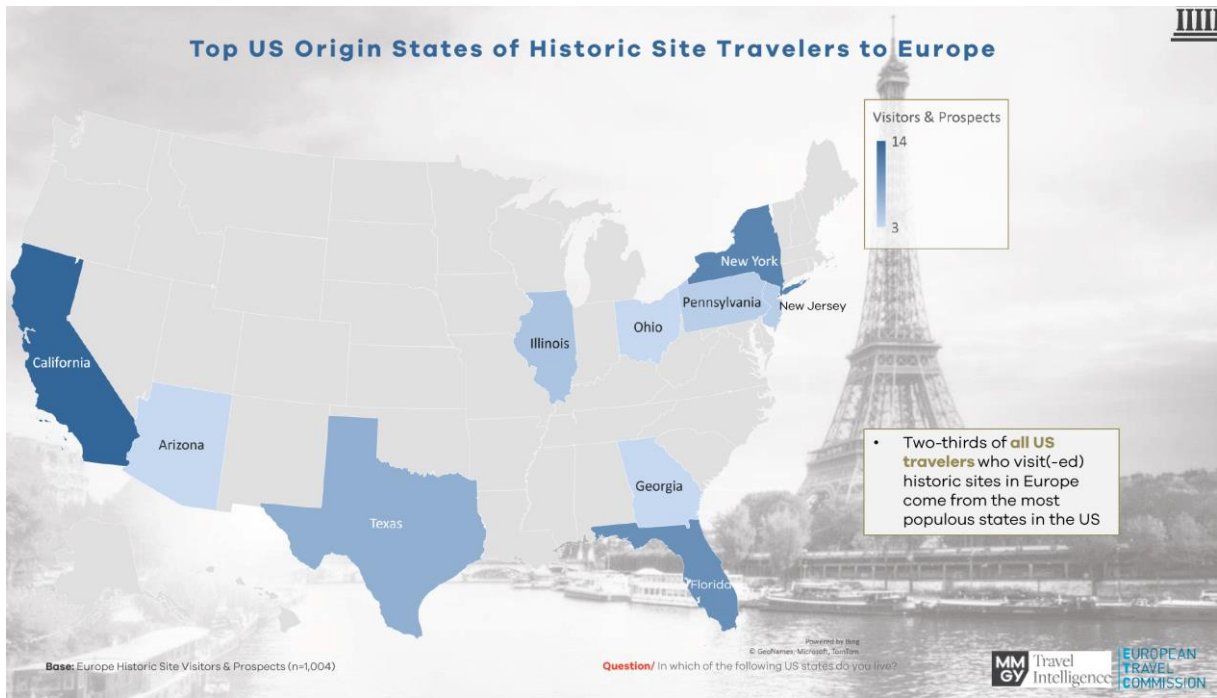 Top US Origin States of Historic Site Travelers to Europe
Visitors & Prospects
14
3
New York
Pennsylvania
New Jersey
Ohio
Illinois
California
Arizona
Georgia
Texas
Florida
• Two-thirds of all US
travelers who visit(-ed)
historic sites in Europe
come from the most
populous states in the US
Powered by Bing
© GeoNames, Microsoft, TomTom
Base: Europe Historic Site Visitors & Prospects (n=1,004)
Question/ In which of the following US states do you live?
MM
GY
Travel
Intelligence
EUROPEAN
TRAVEL
COMMISSION
E
T
C